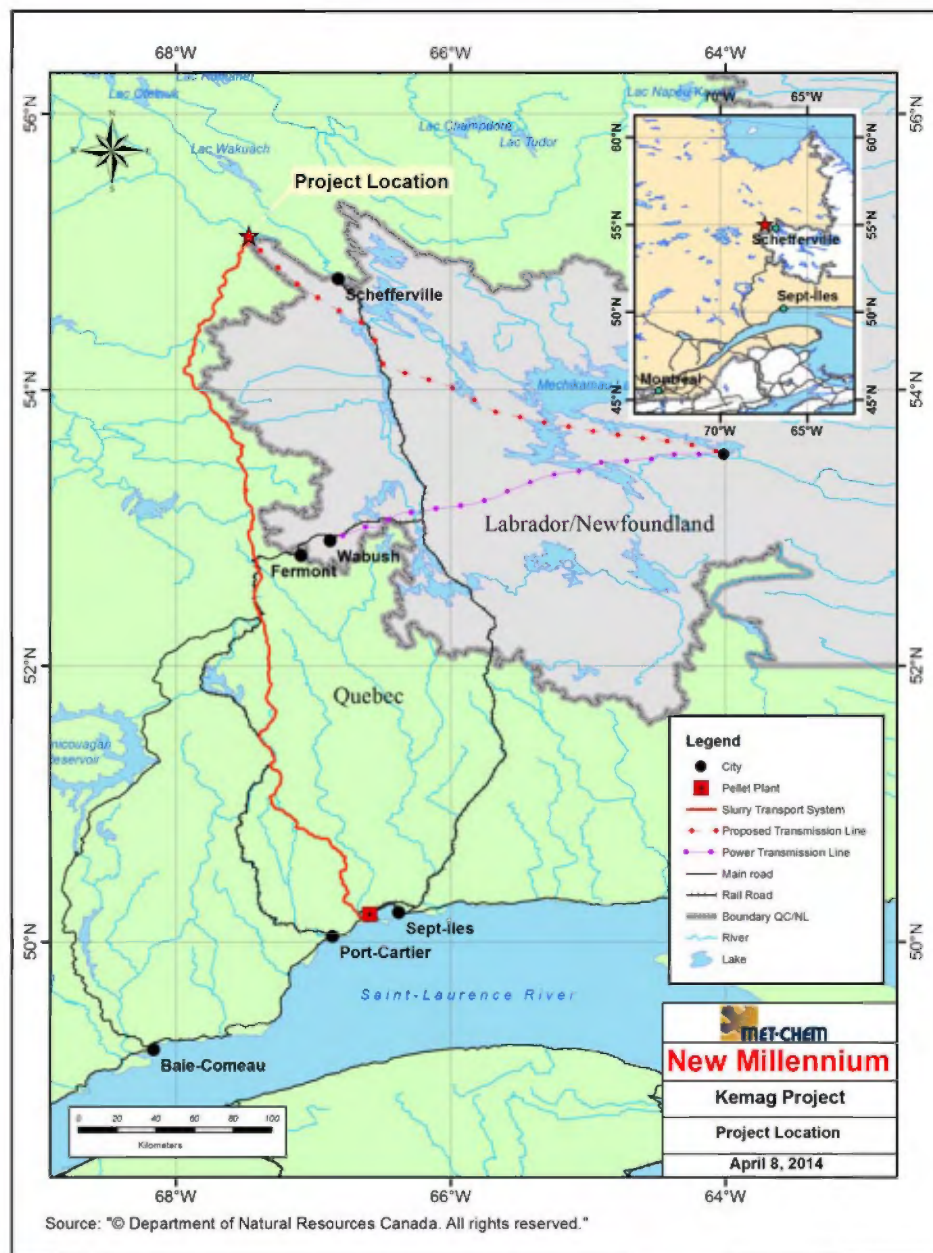 68°W
66°W
64°W
56°N
56°N
54°N
54°N
52°N
52°N
50°N
50°N
68°W
66°W
64°W
N
E
S
Lac Wakuach
Lac Champdore
Lac Tudor
Project Location
Schefferville
Labrador/Newfoundland
Wabush
Fermont
Quebec
Sept-Iles
Port-Cartier
Saint-Laurence River
Baie-Comeau
70°W
65°W
60°N
60°N
55°N
55°N
50°N
50°N
45°N
45°N
70°W
65°W
Schefferville
Sept-Iles
Montréal
Legend
City
Pellet Plant
Slurry Transport System
Proposed Transmission Line
Power Transmission Line
Main road
Rail Road
Boundary QC/NL
River
Lake
MET-CHEM
New Millennium
Kemag Project
Project Location
April 8, 2014
0 20 40 60 80 100
Kilometers
Source: "© Department of Natural Resources Canada. All rights reserved."